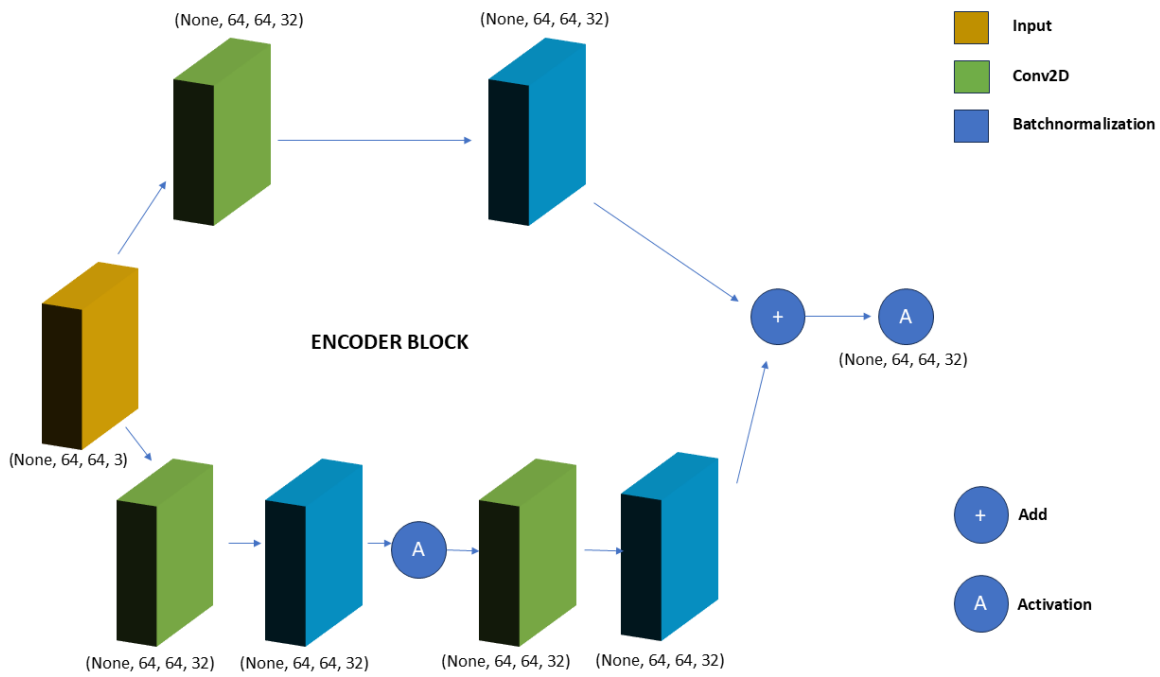 (None, 64, 64, 32)
(None, 64, 64, 32)
Input
Conv2D
Batchnormalization
+
A
ENCODER BLOCK
(None, 64, 64, 32)
(None, 64, 64, 3)
A
+
Add
A
Activation
(None, 64, 64, 32)
(None, 64, 64, 32)
(None, 64, 64, 32)
(None, 64, 64, 32)